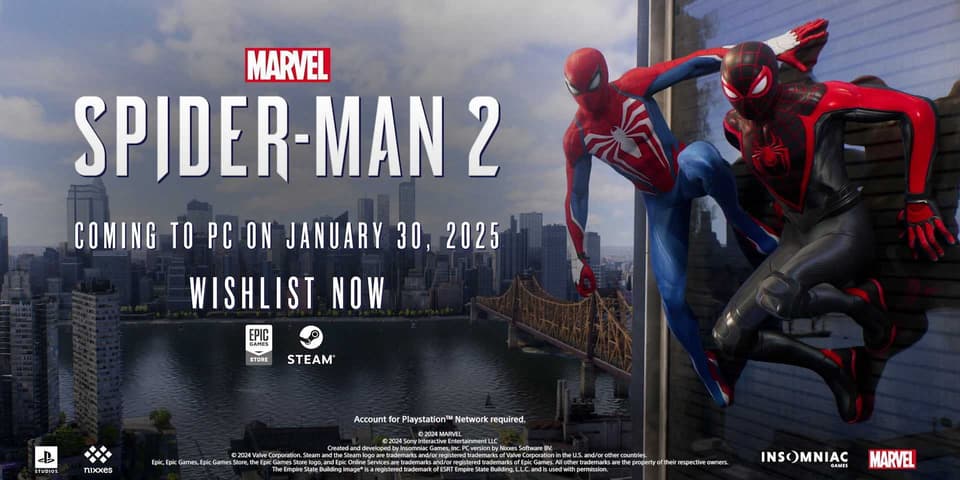 MARVEL
SPIDER-MAN 2
COMING TO PC ON JANUARY 30, 2025
WISHLIST NOW
EPIC
GAMES
STORE
STEAM®
Account for Playstation™ Network required.
© 2024 MARVEL
© 2024 Sony Interactive Entertainment LLC
Created and developed by Insomniac Games, Inc. PC version by Nixxes Software BV.
© 2024 Valve Corporation. Steam and the Steam logo are trademarks and/or registered trademarks of Valve Corporation in the U.S. and/or other countries.
Epic, Epic Games, Epic Games Store, the Epic Games Store logo, and Epic Online Services are trademarks and/or registered trademarks of Epic Games. All other trademarks are the property of their respective owners.
The Empire State Building Image® is a registered trademark of ESRT Empire State Building, L.L.C. and is used with permission.
STUDIOS
nixxes
INSOMNIAC
GAMES
MARVEL